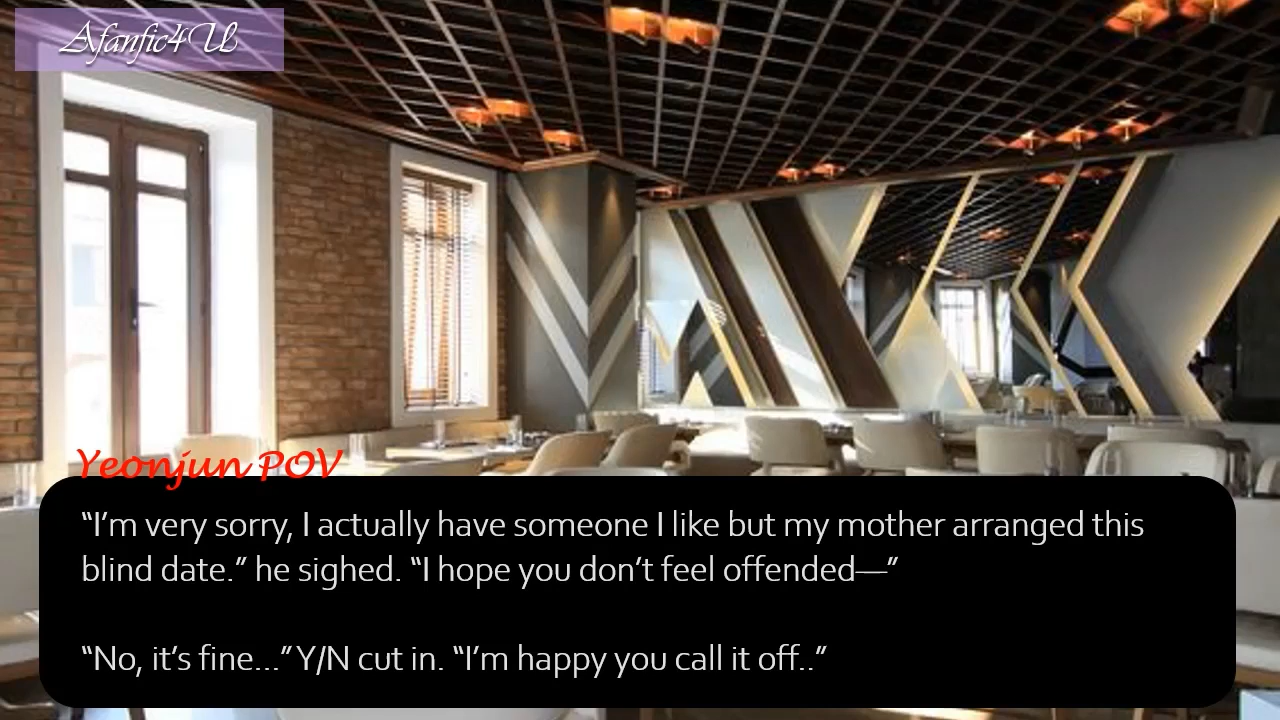 Afanfic4U
Yeonjun POV
“I’m very sorry, I actually have someone I like but my mother arranged this
blind date.” he sighed. “I hope you don’t feel offended—”
“No, it’s fine...” Y/N cut in. “I’m happy you call it off..”